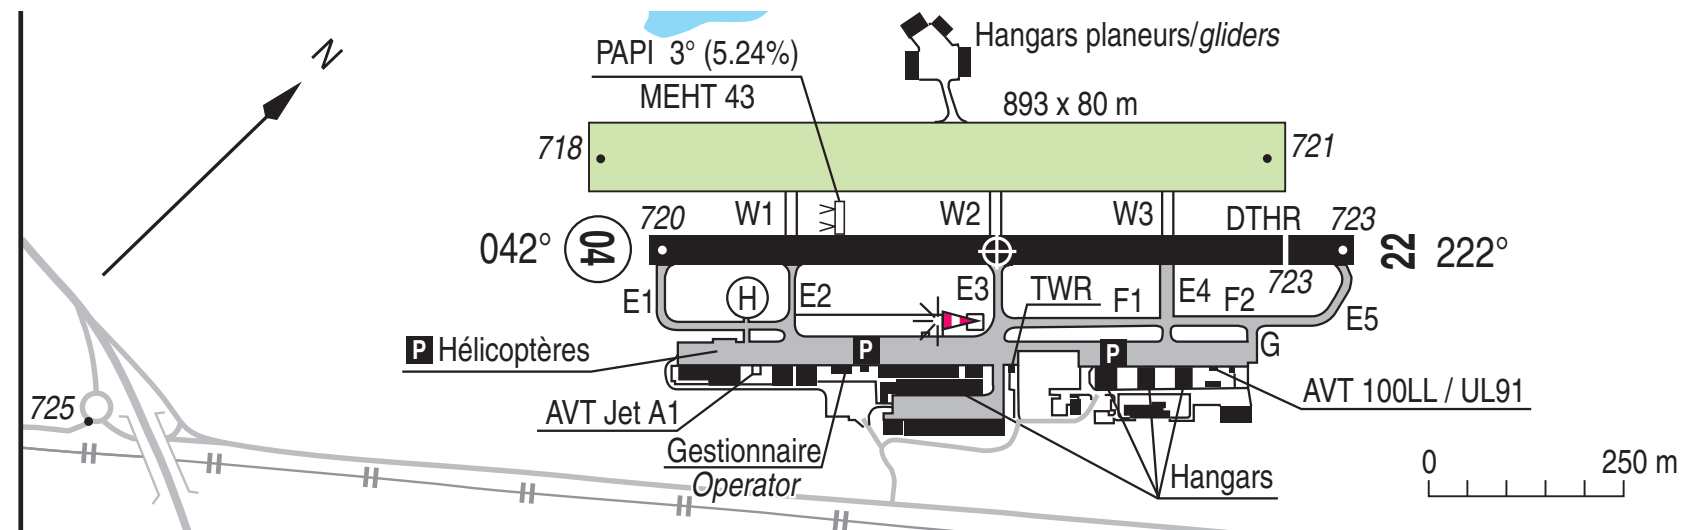 N
Hangars planeurs/gliders
PAPI 3° (5.24%)
MEHT 43
893 x 80 m
718
721
W1
W2
W3
720
DTHR
723
042°
04
22
222°
723
E1
H
E2
E3
TWR
F1
E4
F2
E5
P Hélicoptères
P
P
G
AVT Jet A1
AVT 100LL / UL91
725
Gestionnaire
Operator
Hangars
0
250 m